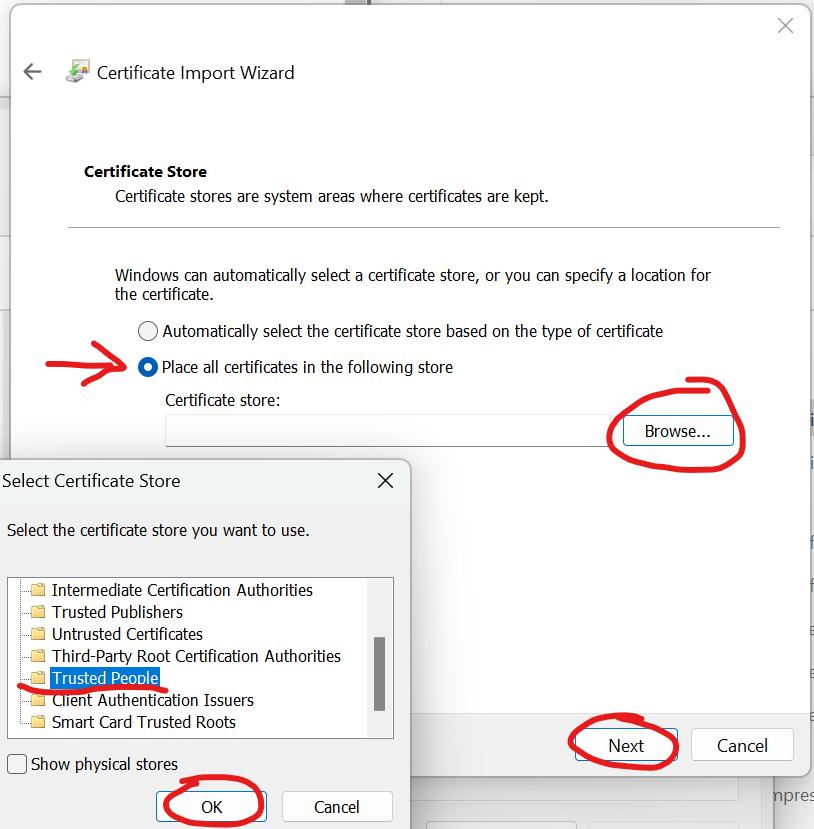 Certificate Import Wizard
Certificate Store
Certificate stores are system areas where certificates are kept.
Windows can automatically select a certificate store, or you can specify a location for
the certificate.
Automatically select the certificate store based on the type of certificate
Place all certificates in the following store
Certificate store:
Browse...
Select Certificate Store
Select the certificate store you want to use.
Intermediate Certification Authorities
Trusted Publishers
Untrusted Certificates
Third-Party Root Certification Authorities
Trusted People
Client Authentication Issuers
Smart Card Trusted Roots
Show physical stores
OK
Cancel
Next
Cancel